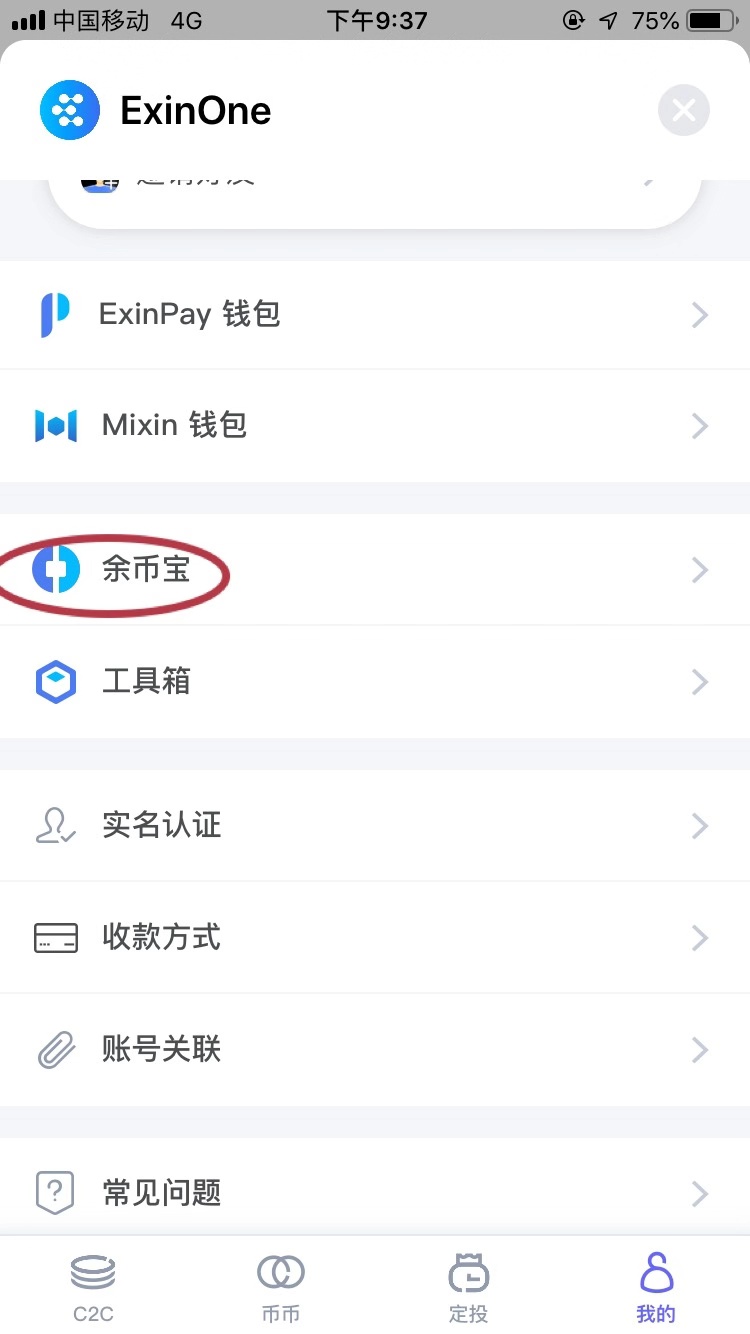 中国移动 4G 下午9:37 75%
ExinOne
ExinPay 钱包
Mixin 钱包
余币宝
工具箱
实名认证
收款方式
账号关联
常见问题
C2C 币币 定投 我的